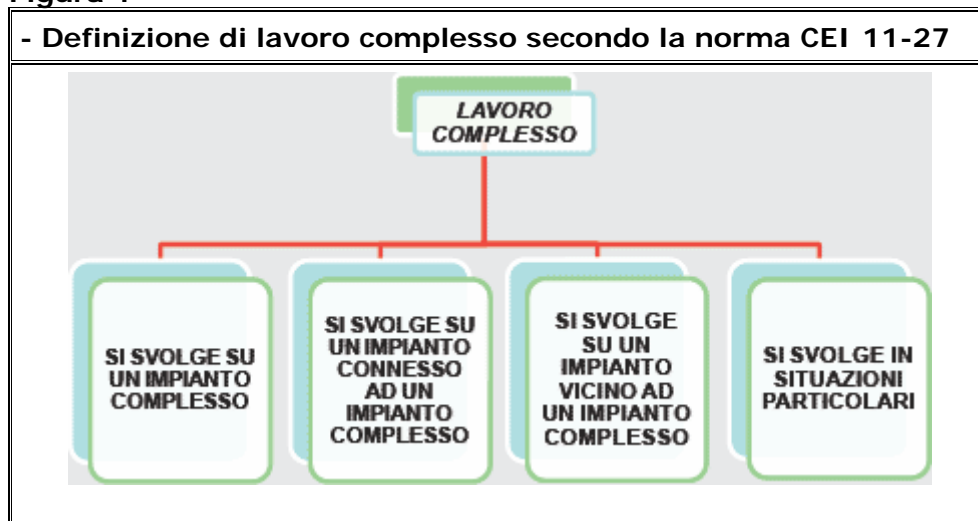 - Definizione di lavoro complesso secondo la norma CEI 11-27
LAVORO
COMPLESSO
SI SVOLGE SU
UN IMPIANTO
COMPLESSO
SI SVOLGE SU
UN IMPIANTO
CONNESSO
AD UN
IMPIANTO
COMPLESSO
SI SVOLGE
SU UN
IMPIANTO
VICINO AD
UN IMPIANTO
COMPLESSO
SI SVOLGE IN
SITUAZIONI
PARTICOLARI